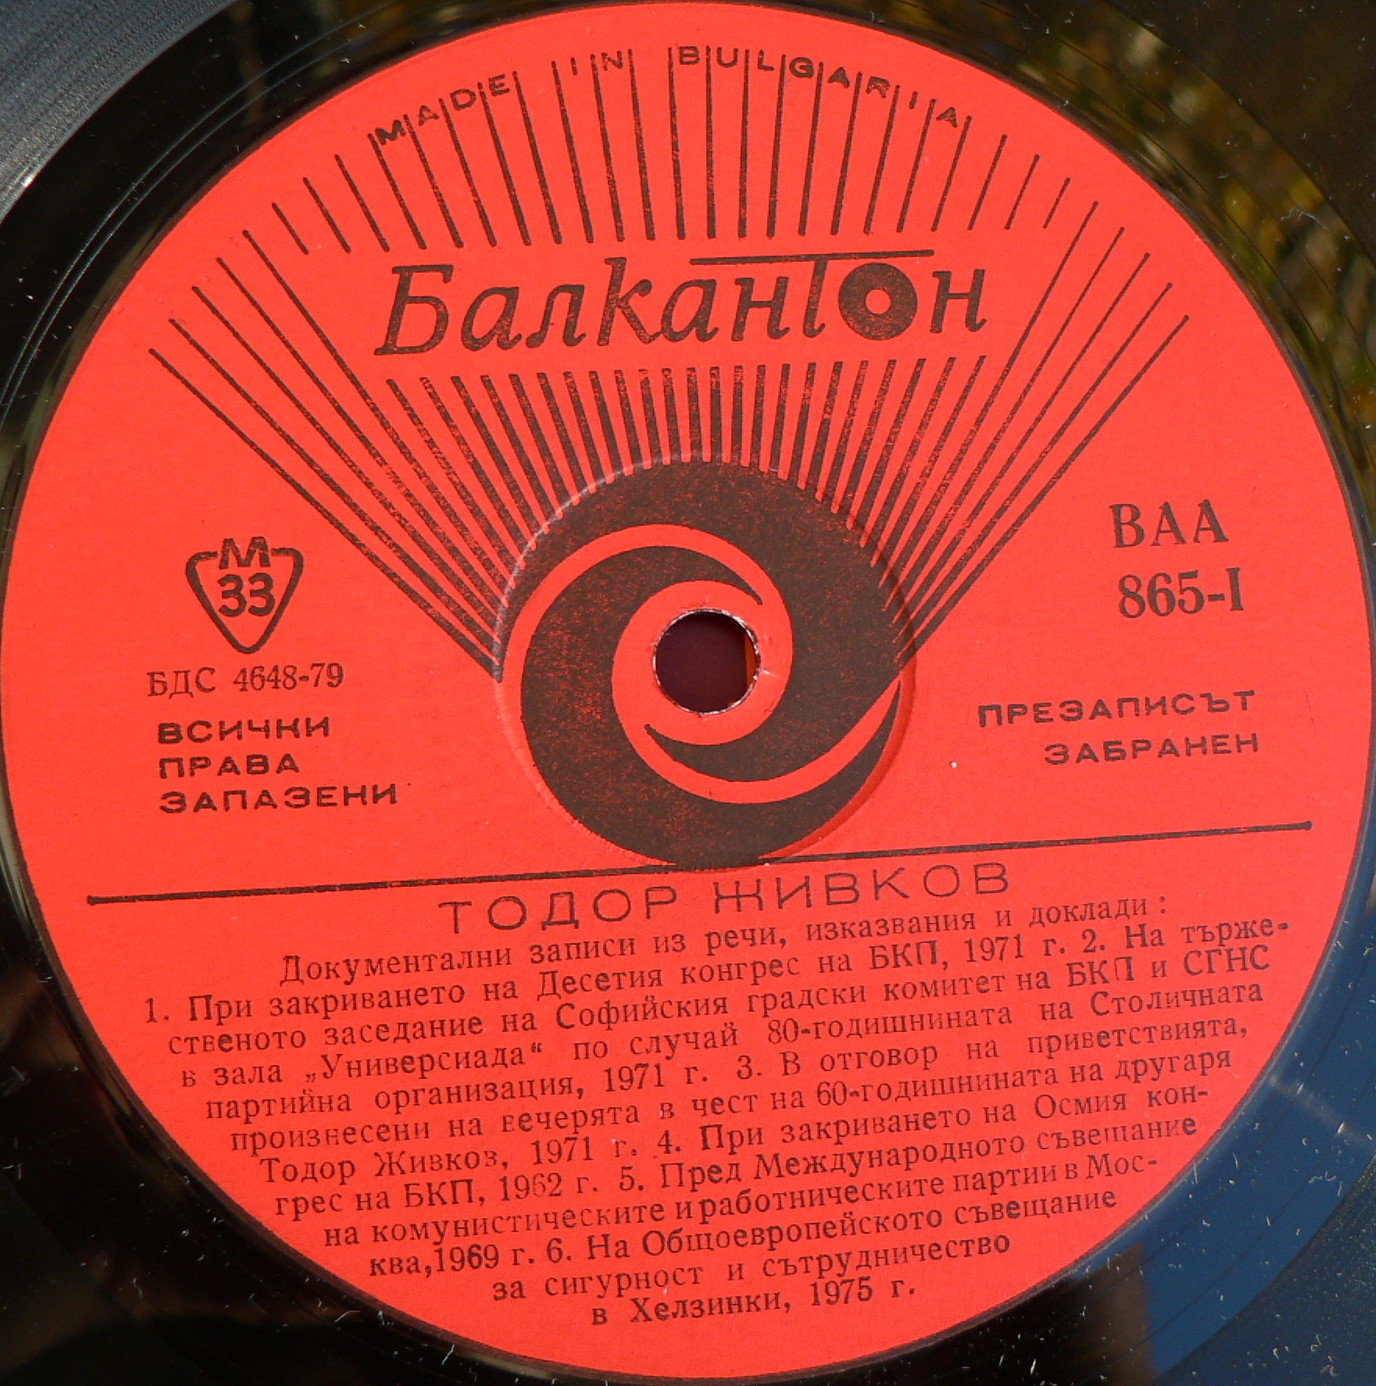 MADE IN BULGARIA
Балкантон
M
33
БДС 4648-79
ВСИЧКИ
ПРАВА
ЗАПАЗЕНИ
ВАА
865-I
ПРЕЗАПИСЪТ
ЗАБРАНЕН
ТОДОР ЖИВКОВ
Документални записи из речи, изказвания и доклади :
1. При закриването на Десетия конгрес на БКП, 1971 г. 2. На търже-
ственото заседание на Софийския градски комитет на БКП и СГНС
в зала „Универсиада“ по случай 80-годишнината на Столичната
партийна организация, 1971 г. 3. В отговор на приветствията,
произнесени на вечерята в чест на 60-годишнината на другаря
Тодор Живков, 1971 г. 4. При закриването на Осмия кон-
грес на БКП, 1962 г. 5. Пред Международното съвещание
на комунистическите и работническите партии в Мос-
ква,1969 г. 6. На Общоевропейското съвещание
за сигурност и сътрудничество
в Хелзинки, 1975 г.